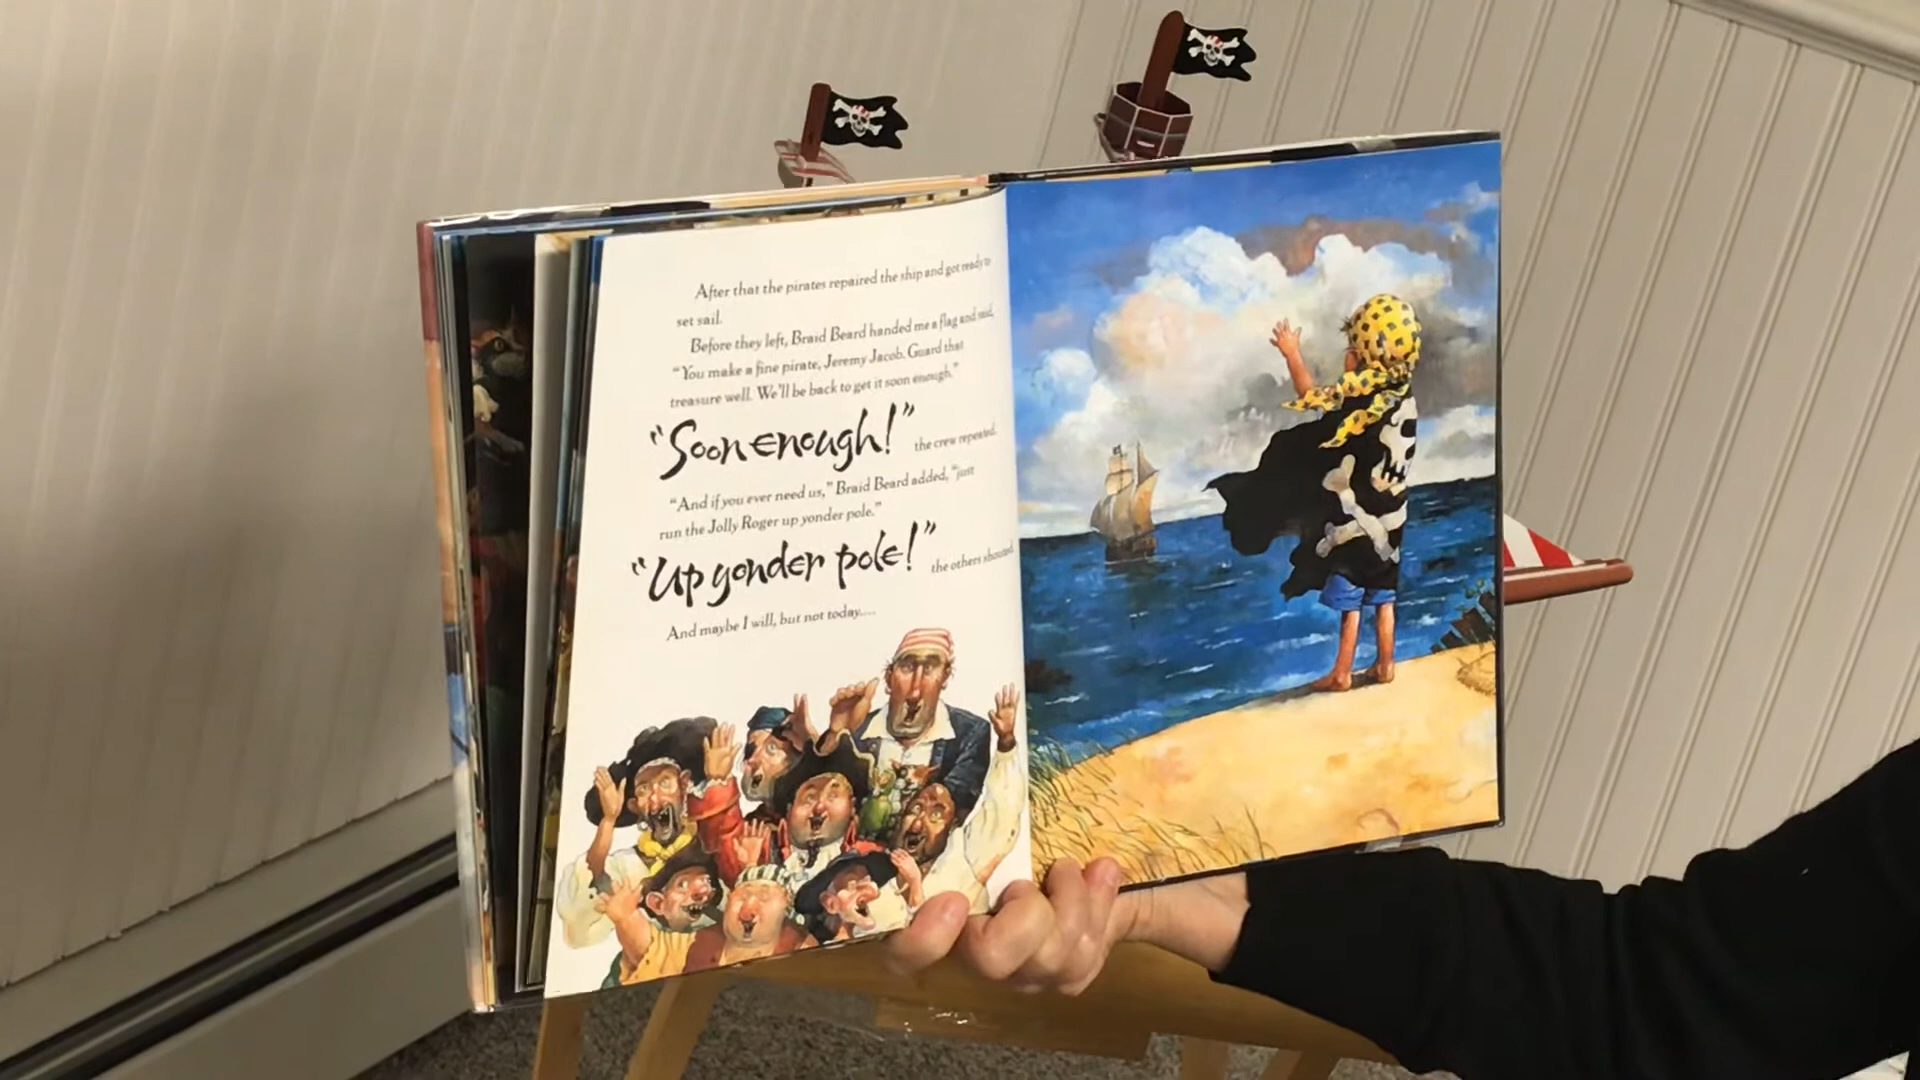 After that the pirates repaired the ship and got ready to
set sail.
Before they left, Braid Beard handed me a flag and said,
“You make a fine pirate, Jeremy Jacob. Guard that
treasure well. We’ll be back to get it soon enough.”
“Soon enough!” the crew repeated.
“And if you ever need us,” Braid Beard added, “just
run the Jolly Roger up yonder pole.”
“Up yonder pole!” the others shouted.
And maybe I will, but not today....